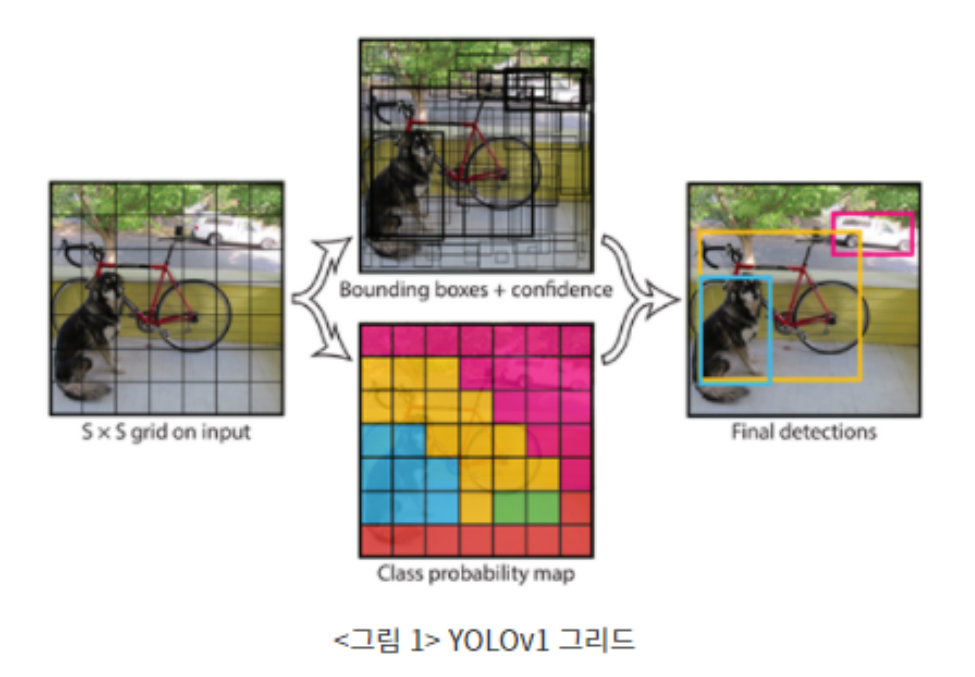 Bounding boxes + confidence
S × S grid on input
Final detections
Class probability map
<그림 1> YOLOv1 그리드